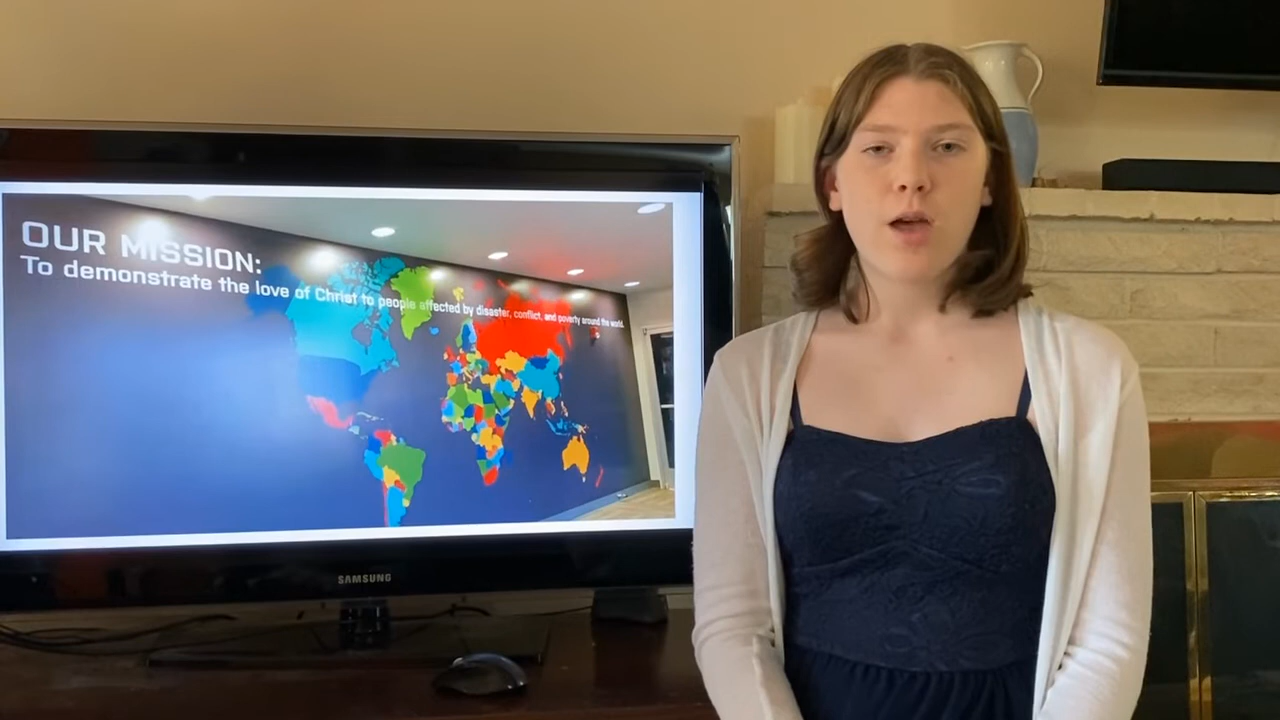 OUR MISSION:
To demonstrate the love of Christ to people affected by disaster, conflict, and poverty around the world.
SAMSUNG